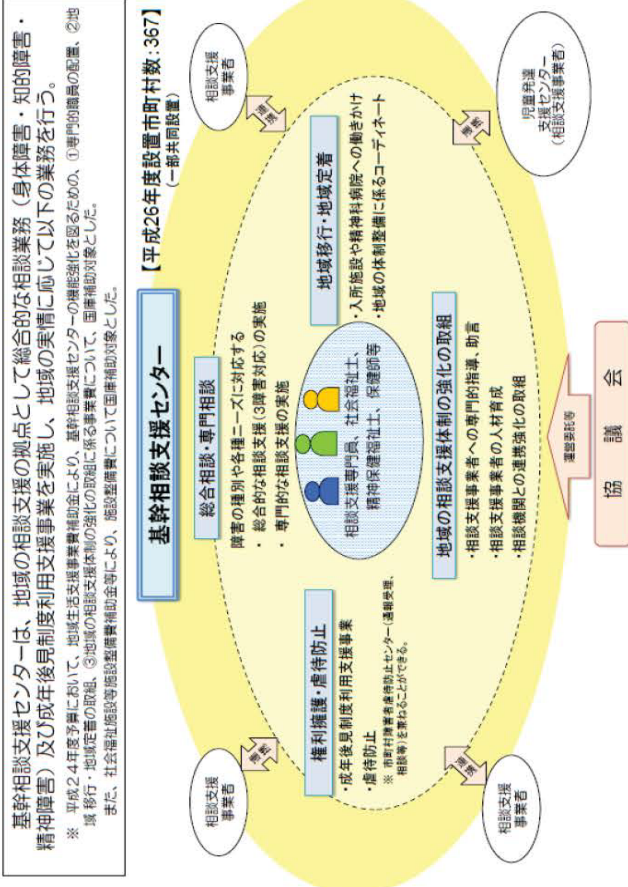 基幹相談支援センターは、地域の相談支援の拠点として総合的な相談業務（身体障害・知的障害・
精神障害）及び成年後見制度利用支援事業を実施し、地域の実情に応じて以下の業務を行う。
※ 平成２４年度予算において、地域生活支援事業費補助金により、基幹相談支援センターの機能強化を図るための、①専門的職員の配置、②地
域移行・地域定着の取組、③地域の相談支援体制の強化の取組に係る事業費について、国庫補助対象とした。
また、社会福祉施設等施設整備費補助金等により、施設整備費について国庫補助対象とした。
基幹相談支援センター
【平成26年度設置市町村数：367】
（一部共同設置）
総合相談・専門相談
障害の種別や各種ニーズに対応する
・ 総合的な相談支援（3障害対応）の実施
・ 専門的な相談支援の実施
権利擁護・虐待防止
・成年後見制度利用支援事業
・虐待防止
※ 市町村障害者虐待防止センター（通報受理、
相談等）を兼ねることができる。
地域移行・地域定着
・入所施設や精神科病院への働きかけ
・地域の体制整備に係るコーディネート
相談支援専門員、社会福祉士、
精神保健福祉士、保健師等
地域の相談支援体制の強化の取組
・相談支援事業者への専門的指導、助言
・相談支援事業者の人材育成
・相談機関との連携強化の取組
相談支援
事業者
連携
相談支援
事業者
連携
相談支援
事業者
連携
児童発達
支援センター
（相談支援事業者）
連携
運営委託等
協 議 会